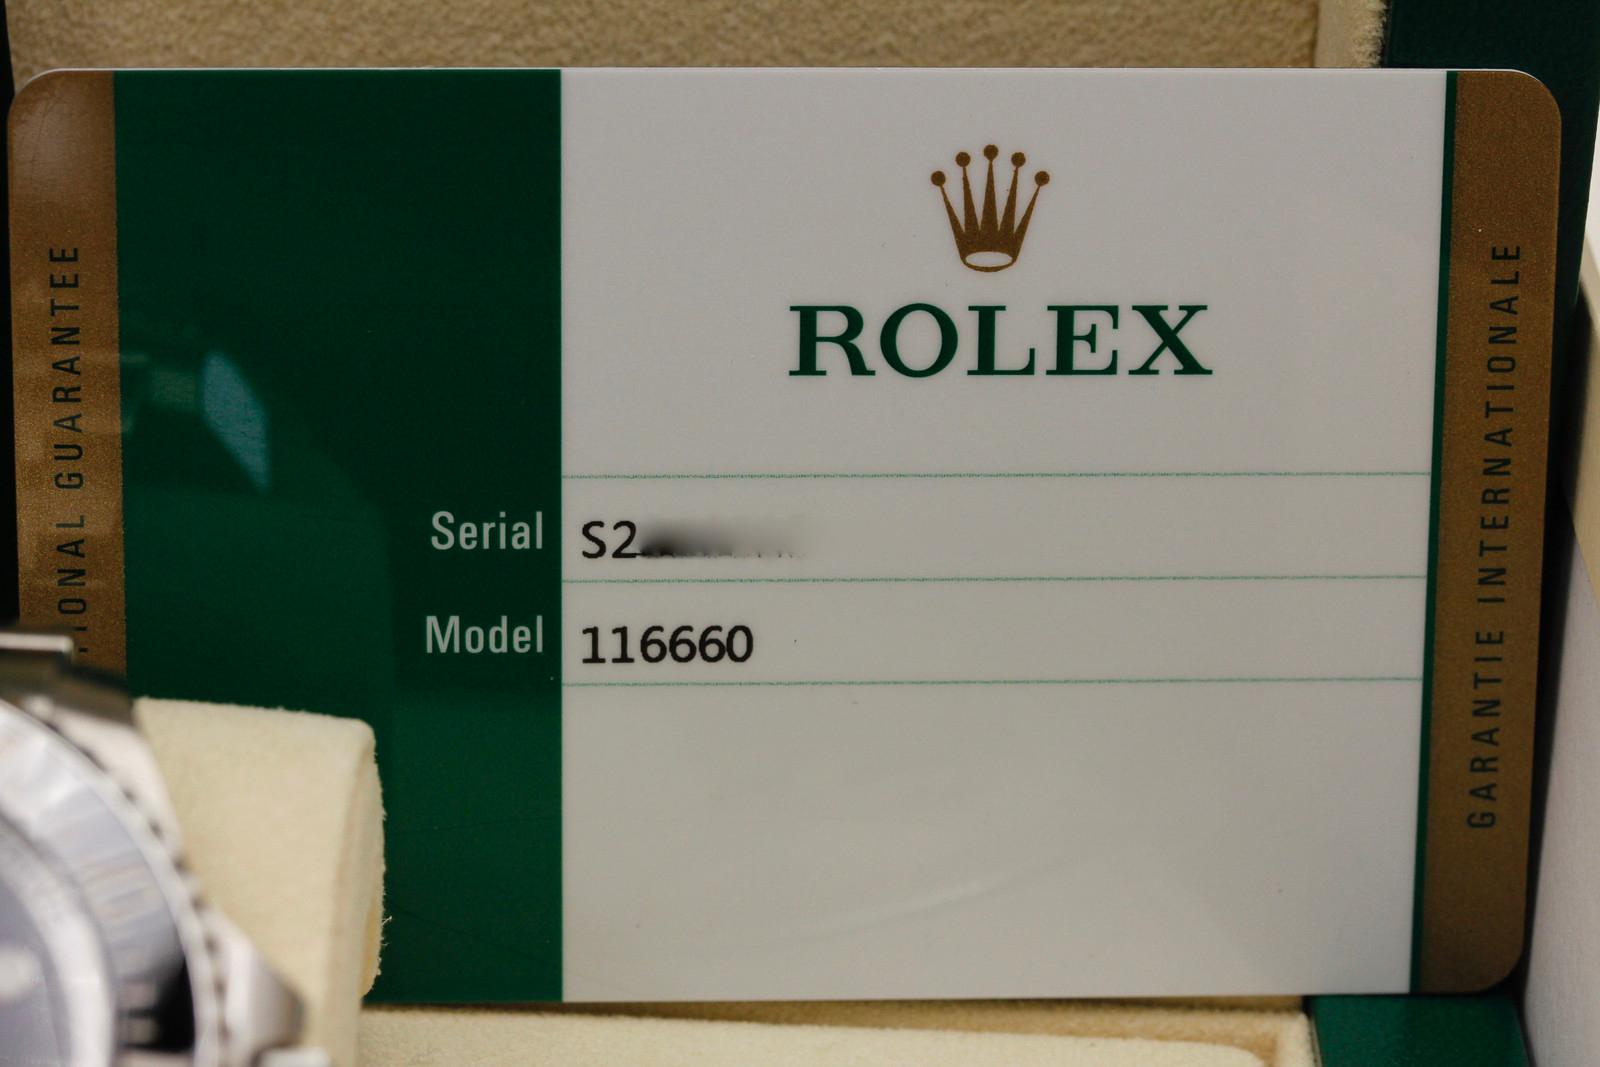 ROLEX
Serial S2
Model 116660
IONAL GUARANTEE
GARANTIE INTERNATIONALE